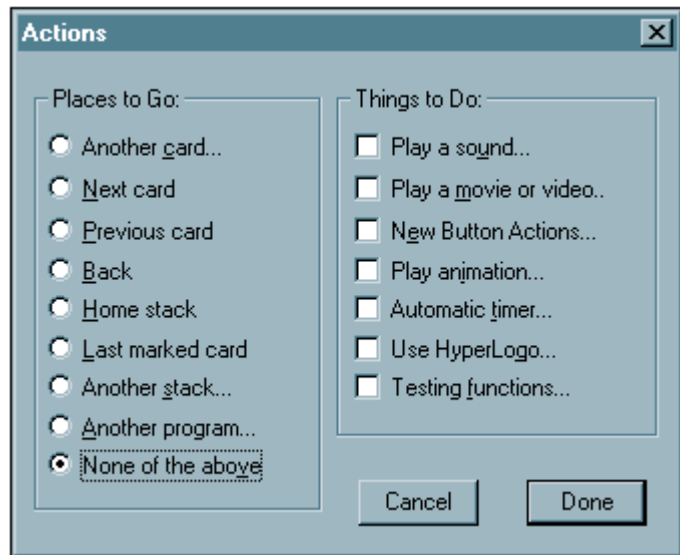 Actions
Places to Go:
Another card...
Next card
Previous card
Back
Home stack
Last marked card
Another stack...
Another program...
None of the above
Things to Do:
Play a sound...
Play a movie or video..
New Button Actions...
Play animation...
Automatic timer...
Use HyperLogo...
Testing functions...
Cancel
Done